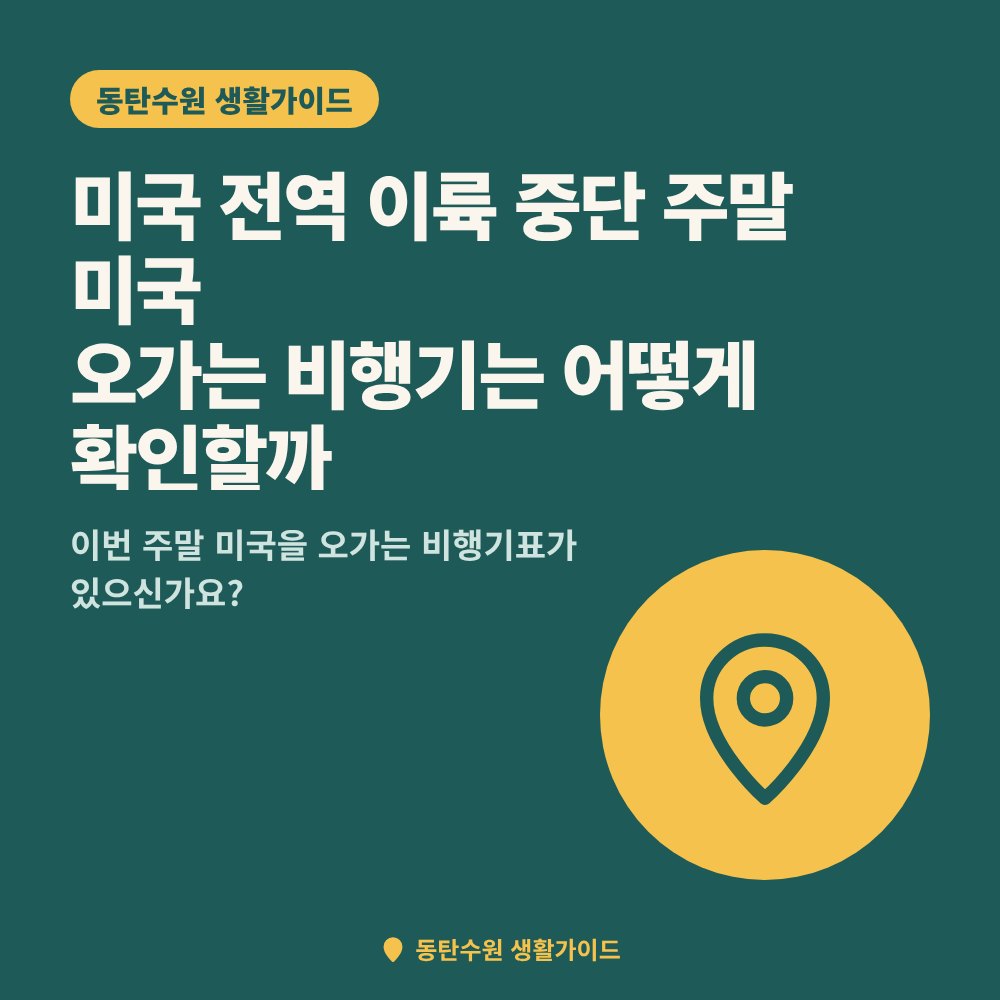 동탄수원 생활가이드
미국 전역 이륙 중단 주말
미국
오가는 비행기는 어떻게
확인할까
이번 주말 미국을 오가는 비행기표가
있으신가요?
동탄수원 생활가이드